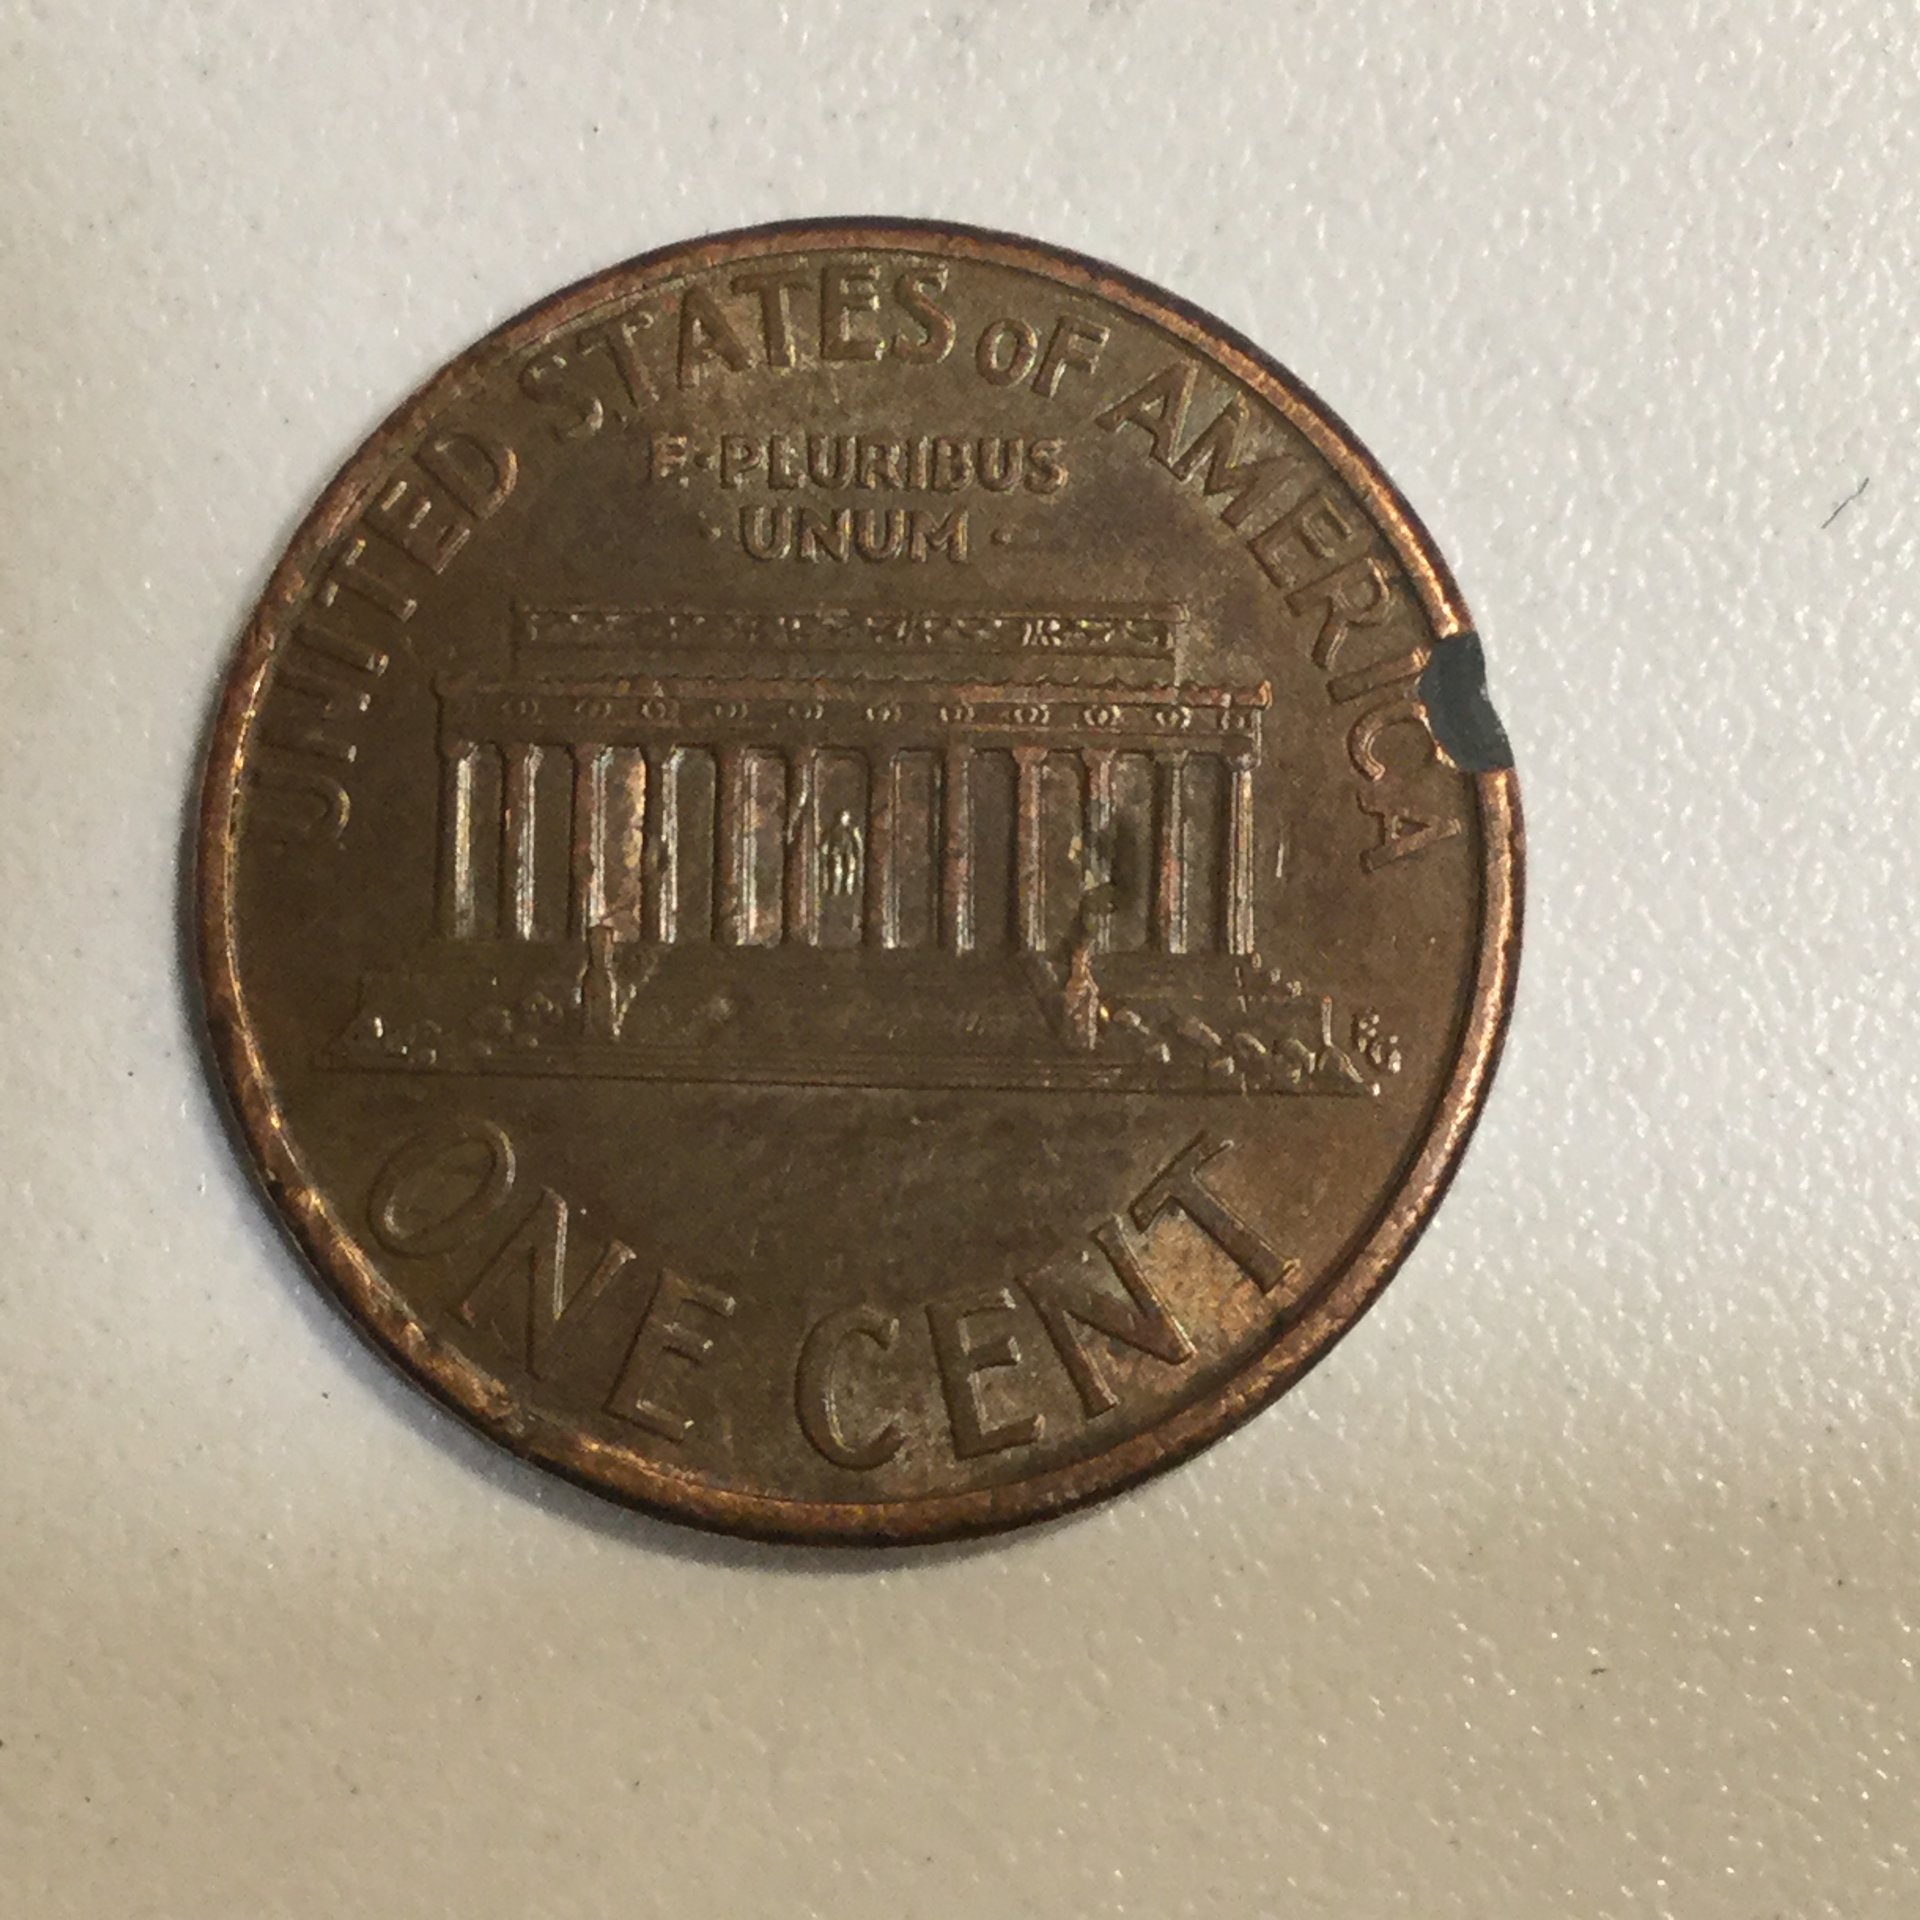 UNITED STATES OF AMERICA
E·PLURIBUS
·UNUM·
ONE CENT